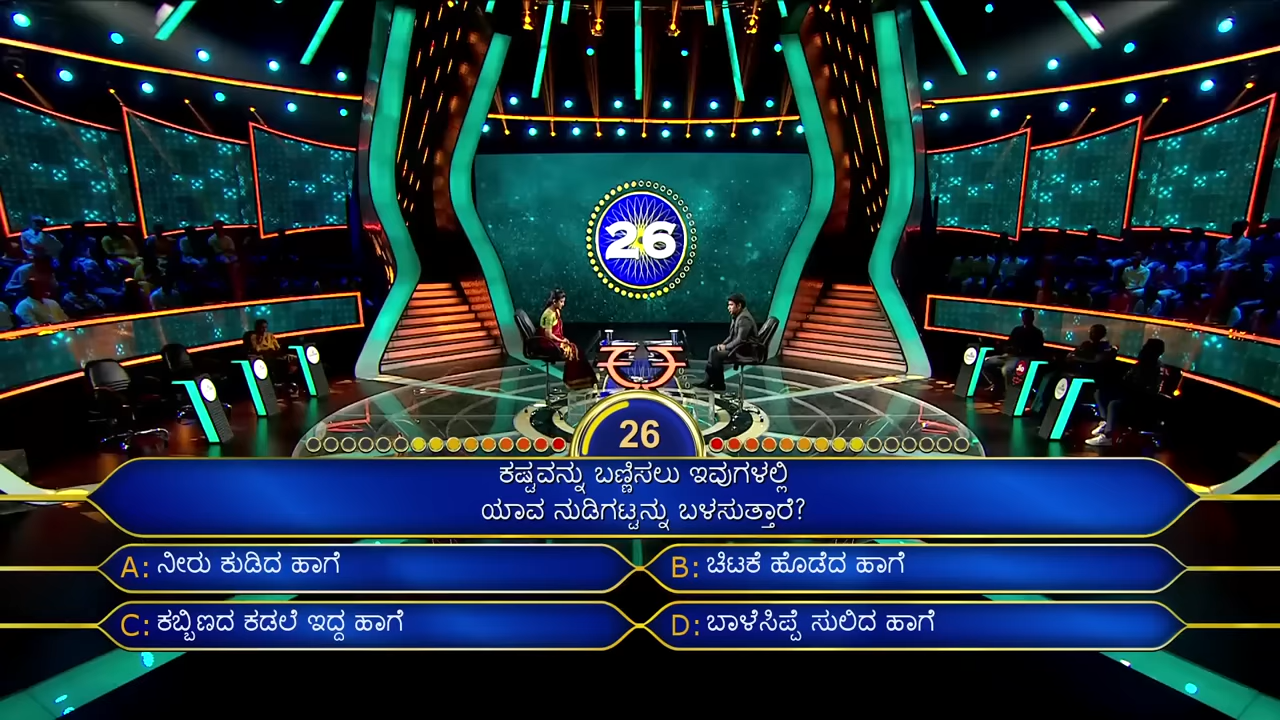 26
26
ಕಷ್ಟವನ್ನು ಬಣ್ಣಿಸಲು ಇವುಗಳಲ್ಲಿ
ಯಾವ ನುಡಿಗಟ್ಟನ್ನು ಬಳಸುತ್ತಾರೆ?
A: ನೀರು ಕುಡಿದ ಹಾಗೆ
B: ಚಿಟಕೆ ಹೊಡೆದ ಹಾಗೆ
C: ಕಬ್ಬಿಣದ ಕಡಲೆ ಇದ್ದ ಹಾಗೆ
D: ಬಾಳೆಸಿಪ್ಪೆ ಸುಲಿದ ಹಾಗೆ